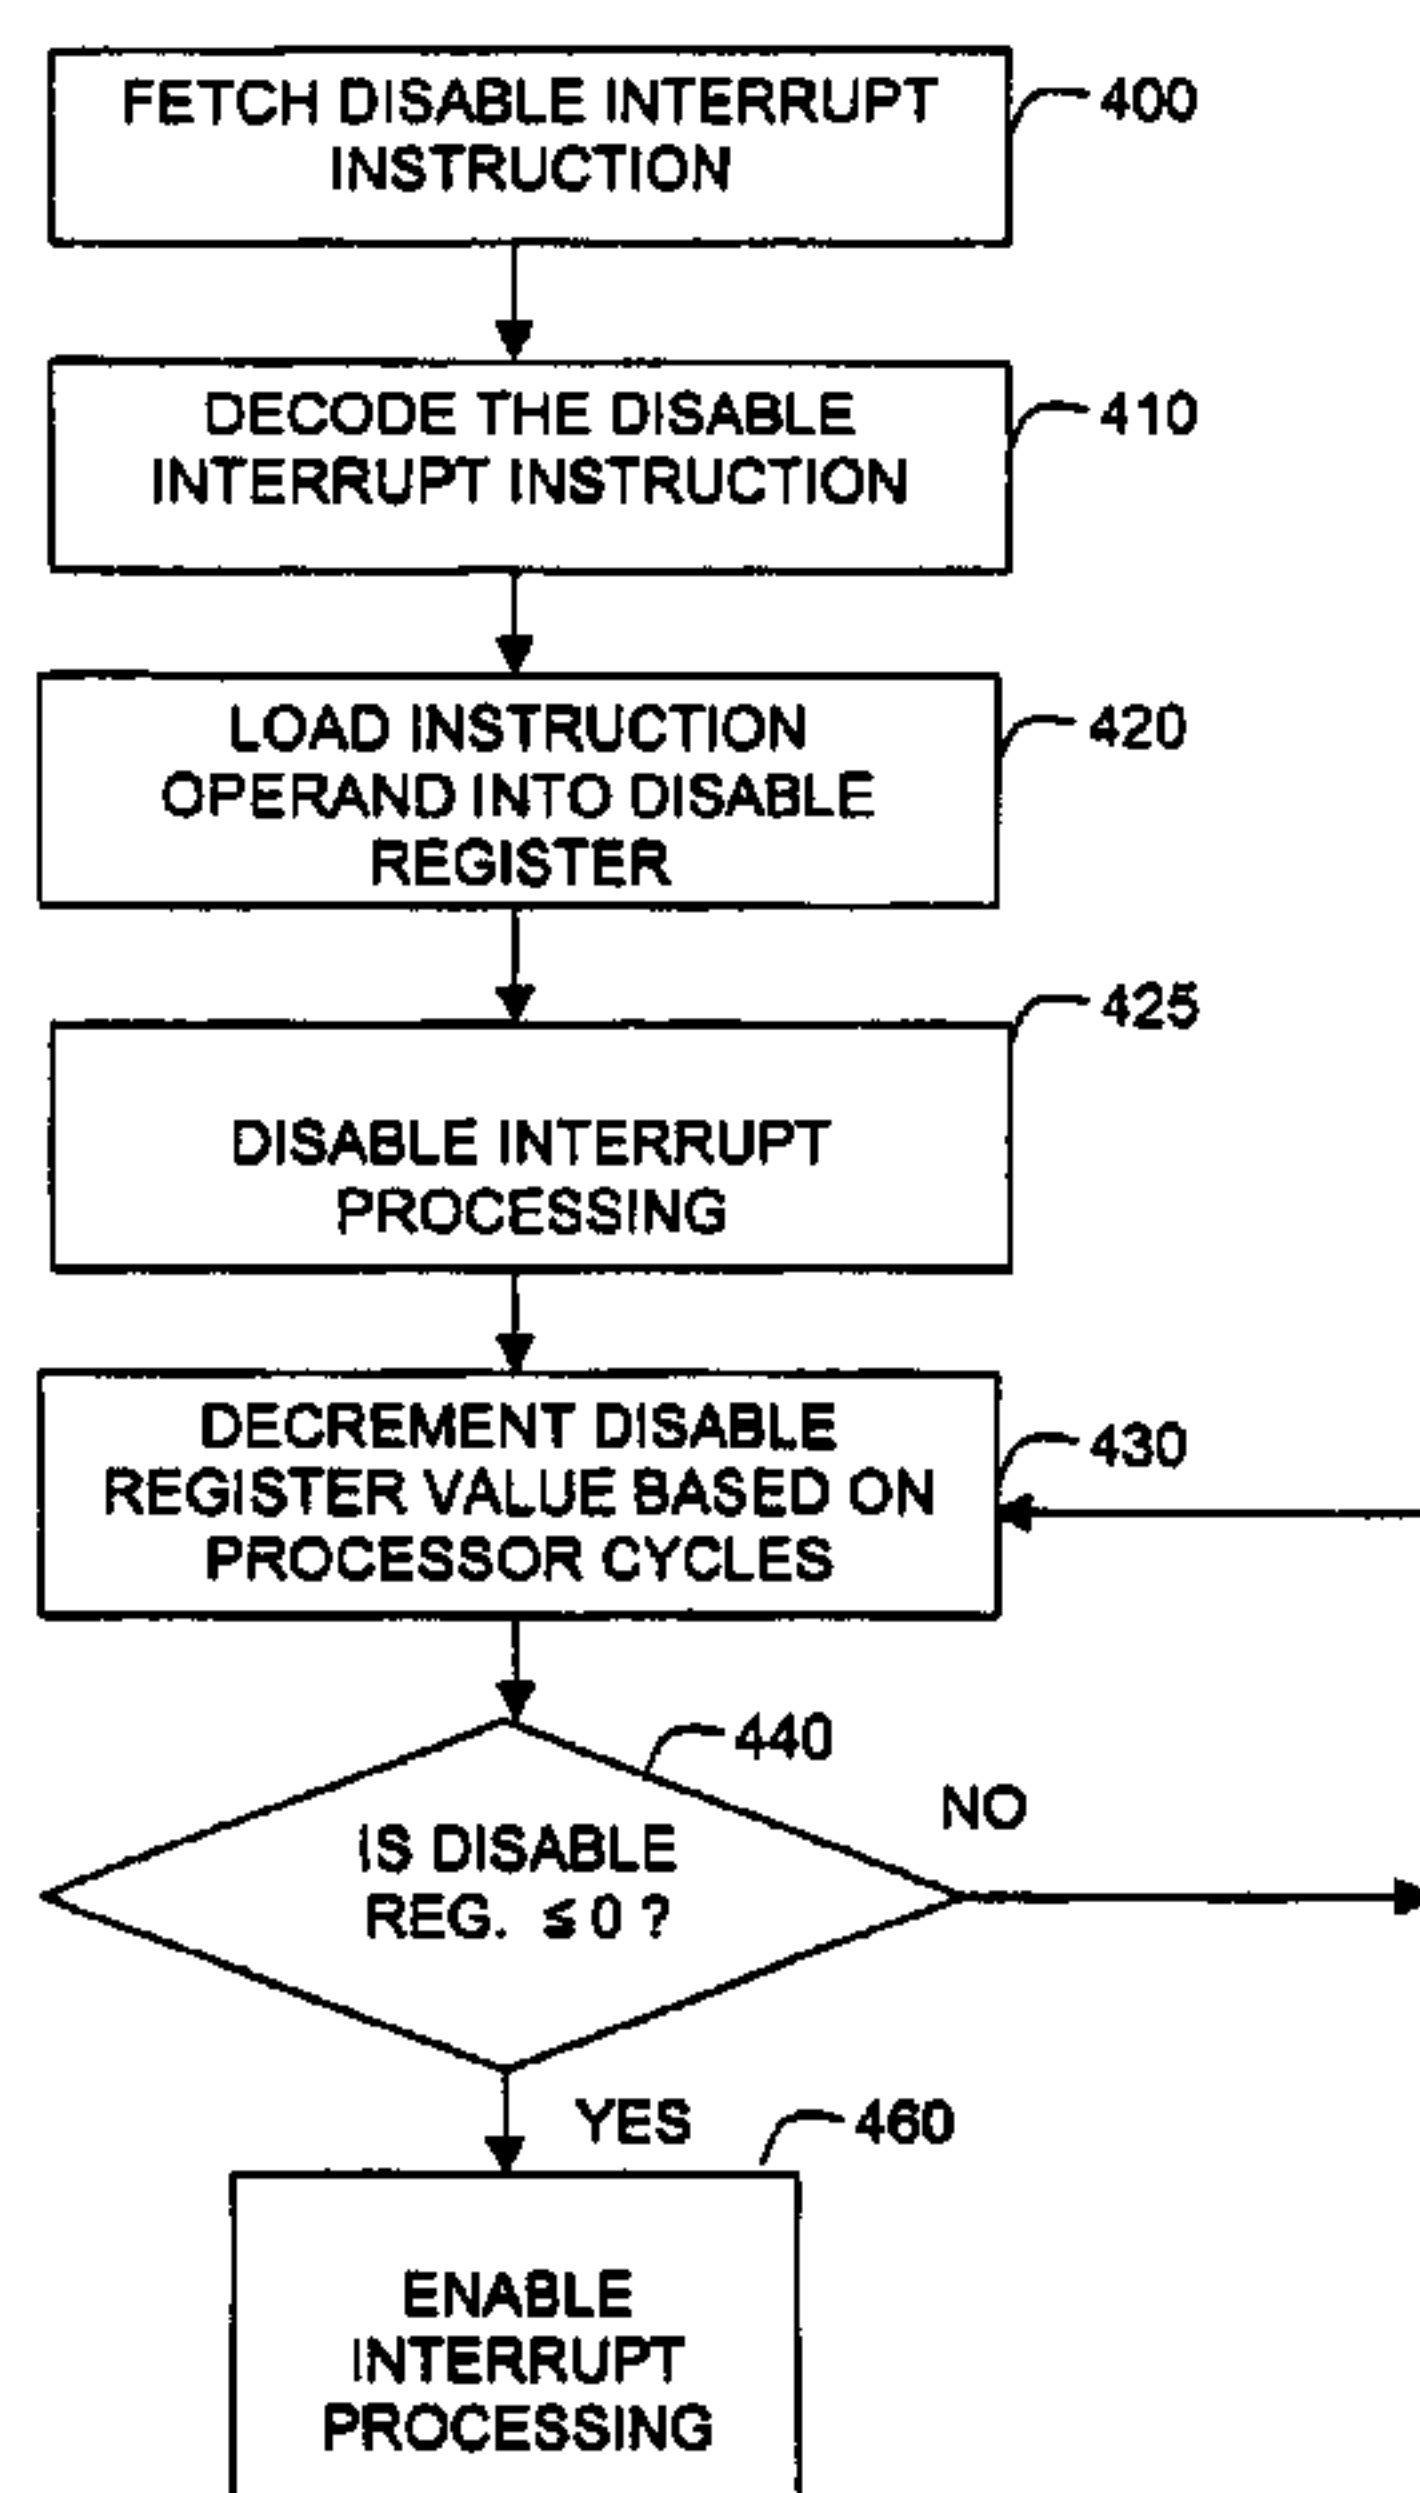 FETCH DISABLE INTERRUPT
INSTRUCTION
400
DECODE THE DISABLE
INTERRUPT INSTRUCTION
410
LOAD INSTRUCTION
OPERAND INTO DISABLE
REGISTER
420
425
DISABLE INTERRUPT
PROCESSING
DECREMENT DISABLE
REGISTER VALUE BASED ON
PROCESSOR CYCLES
430
440
NO
IS DISABLE
REG. ≤ 0 ?
YES
460
ENABLE
INTERRUPT
PROCESSING